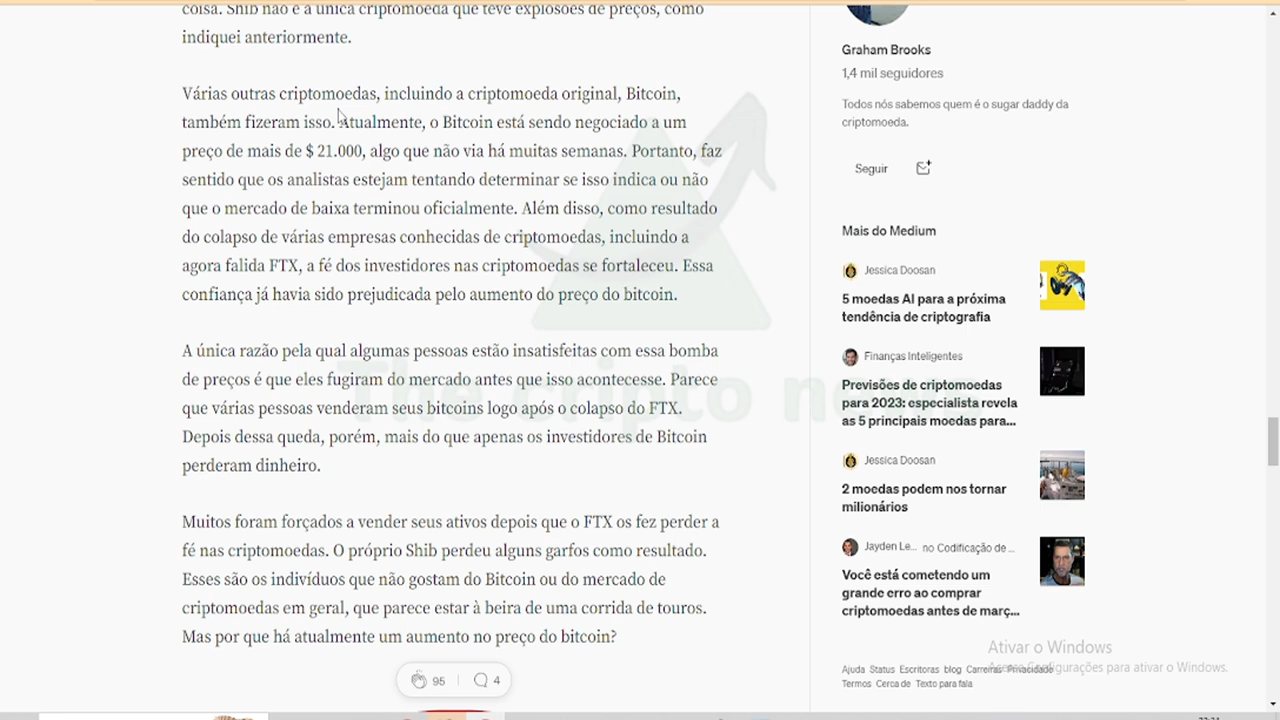 coisa. Shib não é a única criptomoeda que teve explosões de preços, como
indiquei anteriormente.
Várias outras criptomoedas, incluindo a criptomoeda original, Bitcoin,
também fizeram isso. Atualmente, o Bitcoin está sendo negociado a um
preço de mais de $ 21.000, algo que não via há muitas semanas. Portanto, faz
sentido que os analistas estejam tentando determinar se isso indica ou não
que o mercado de baixa terminou oficialmente. Além disso, como resultado
do colapso de várias empresas conhecidas de criptomoedas, incluindo a
agora falida FTX, a fé dos investidores nas criptomoedas se fortaleceu. Essa
confiança já havia sido prejudicada pelo aumento do preço do bitcoin.
A única razão pela qual algumas pessoas estão insatisfeitas com essa bomba
de preços é que eles fugiram do mercado antes que isso acontecesse. Parece
que várias pessoas venderam seus bitcoins logo após o colapso do FTX.
Depois dessa queda, porém, mais do que apenas os investidores de Bitcoin
perderam dinheiro.
Muitos foram forçados a vender seus ativos depois que o FTX os fez perder a
fé nas criptomoedas. O próprio Shib perdeu alguns garfos como resultado.
Esses são os indivíduos que não gostam do Bitcoin ou do mercado de
criptomoedas em geral, que parece estar à beira de uma corrida de touros.
Mas por que há atualmente um aumento no preço do bitcoin?
95
4
Graham Brooks
1,4 mil seguidores
Todos nós sabemos quem é o sugar daddy da
criptomoeda.
Seguir
Mais do Medium
Jessica Doosan
5 moedas AI para a próxima
tendência de criptografia
Finanças Inteligentes
Previsões de criptomoedas
para 2023: especialista revela
as 5 principais moedas para...
Jessica Doosan
2 moedas podem nos tornar
milionários
Jayden Le... no Codificação de ...
Você está cometendo um
grande erro ao comprar
criptomoedas antes de març...
Ativar o Windows
Acesse Configurações para ativar o Windows.
Ajuda Status Escritoras blog Carreiras Privacidade
Termos Cerca de Texto para fala
The cripto